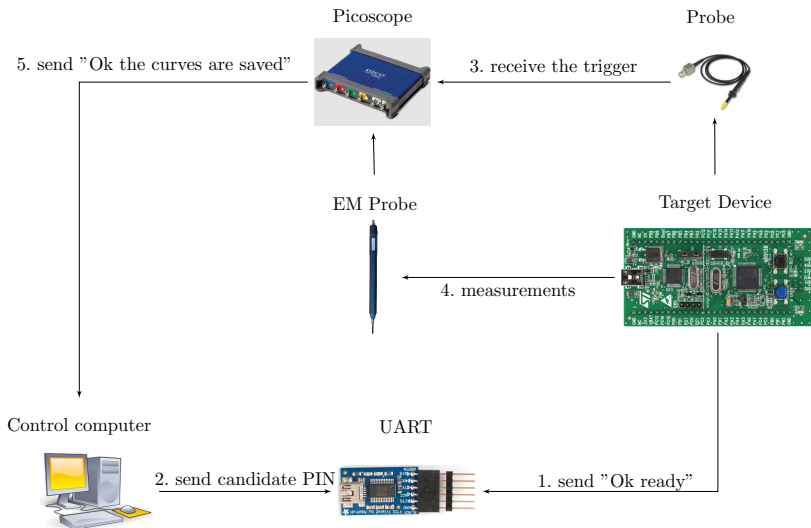 Picoscope
Probe
5. send "Ok the curves are saved"
3. receive the trigger
pico
EM Probe
Target Device
4. measurements
Control computer
UART
2. send candidate PIN
1. send "Ok ready"